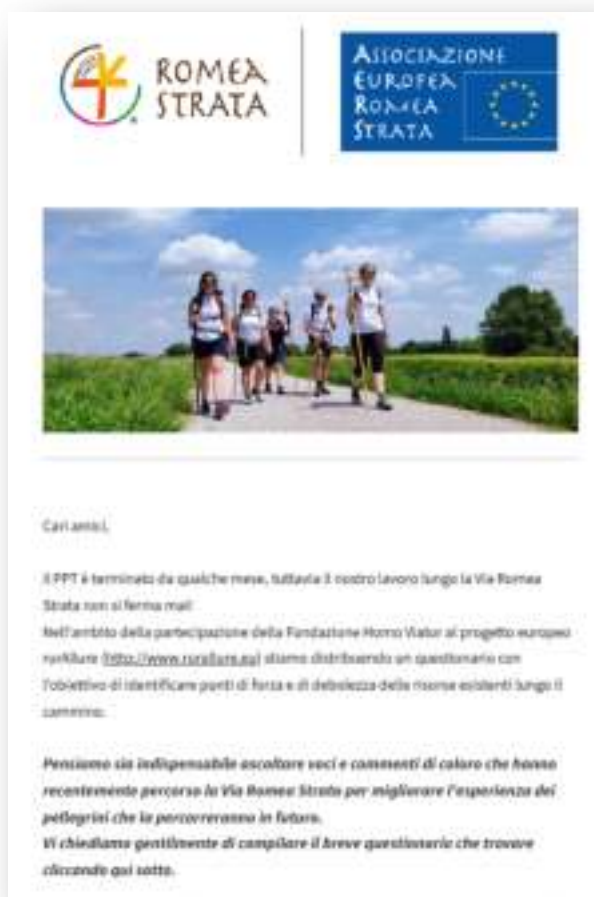 ROMEA
STRATA
ASSOCIAZIONE
EUROPEA
ROMEA
STRATA
Cari amici,
Il PPT è terminato da qualche mese, tuttavia il nostro lavoro lungo la Via Romea
Strata non si ferma mai!
Nell'ambito della partecipazione della Fondazione Homo Viator al progetto europeo
rurAllure (http://www.rurallure.eu) stiamo distribuendo un questionario con
l'obiettivo di identificare punti di forza e di debolezza delle risorse esistenti lungo il
cammino.
Pensiamo sia indispensabile ascoltare voci e commenti di coloro che hanno
recentemente percorso la Via Romea Strata per migliorare l'esperienza dei
pellegrini che la percorreranno in futuro.
Vi chiediamo gentilmente di compilare il breve questionario che trovare
cliccando qui sotto.